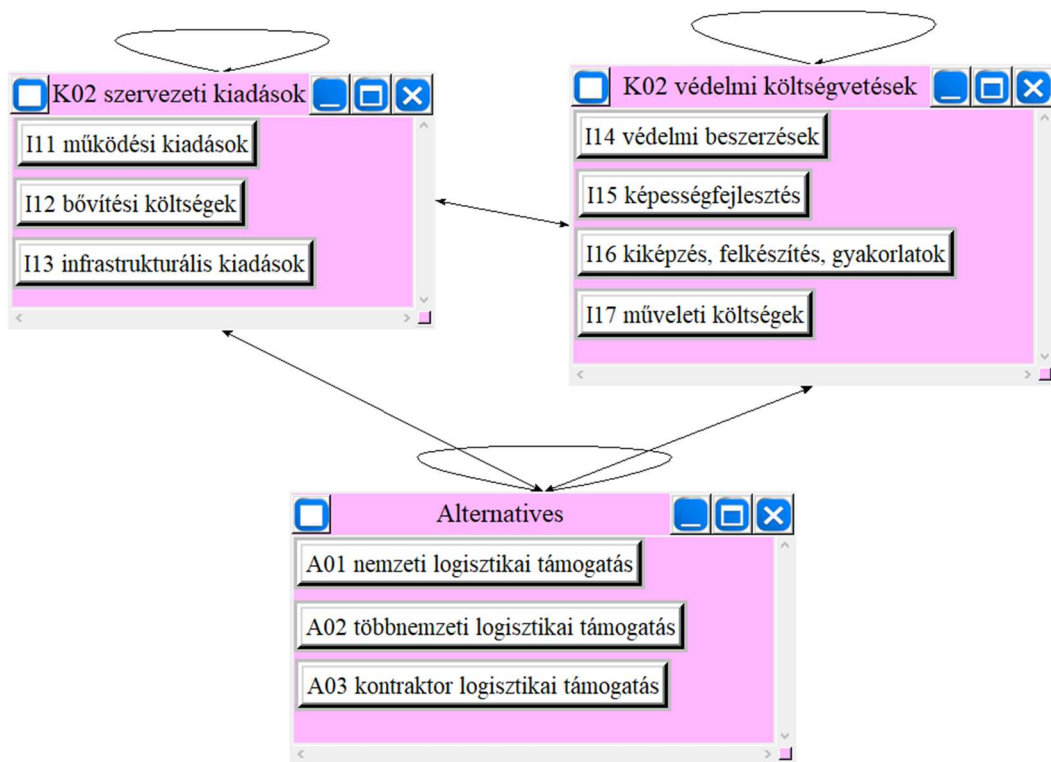 K02 szervezeti kiadások
I11 működési kiadások
I12 bővítési költségek
I13 infrastrukturális kiadások
K02 védelmi költségvetések
I14 védelmi beszerzések
I15 képességfejlesztés
I16 kiképzés, felkészítés, gyakorlatok
I17 műveleti költségek
Alternatives
A01 nemzeti logisztikai támogatás
A02 többnemzeti logisztikai támogatás
A03 kontraktor logisztikai támogatás